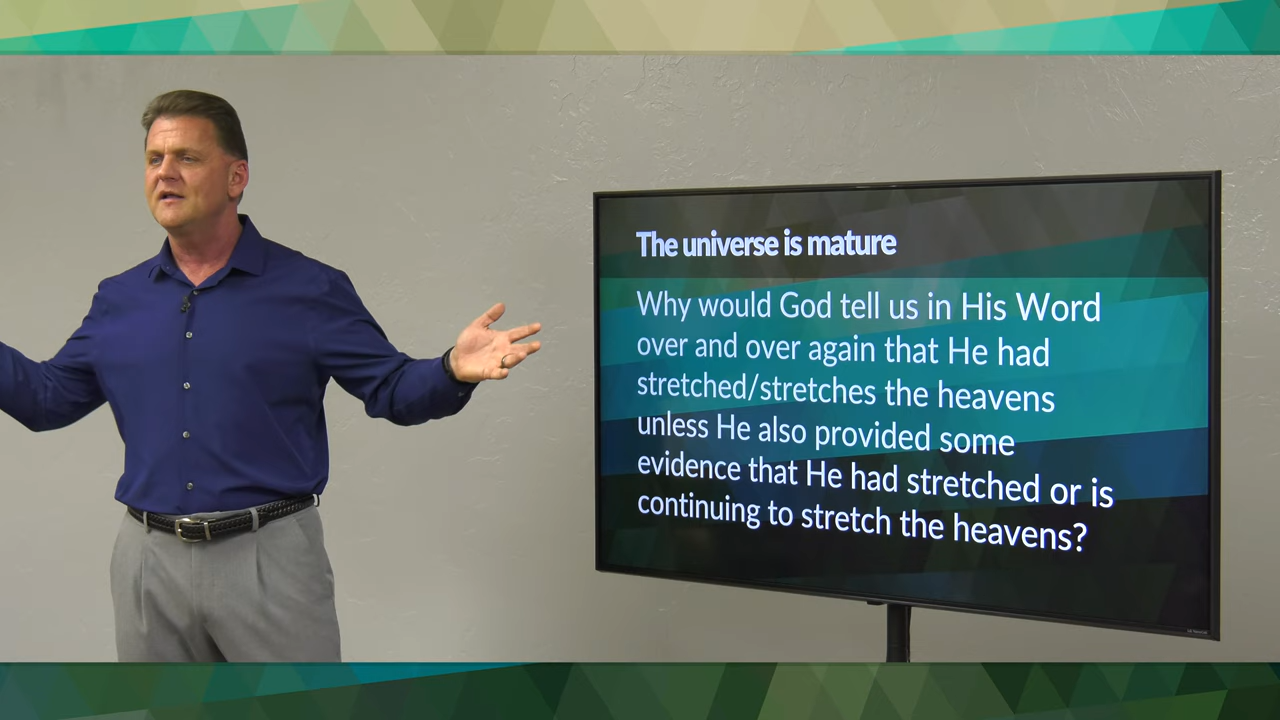 The universe is mature
Why would God tell us in His Word
over and over again that He had
stretched/stretches the heavens
unless He also provided some
evidence that He had stretched or is
continuing to stretch the heavens?